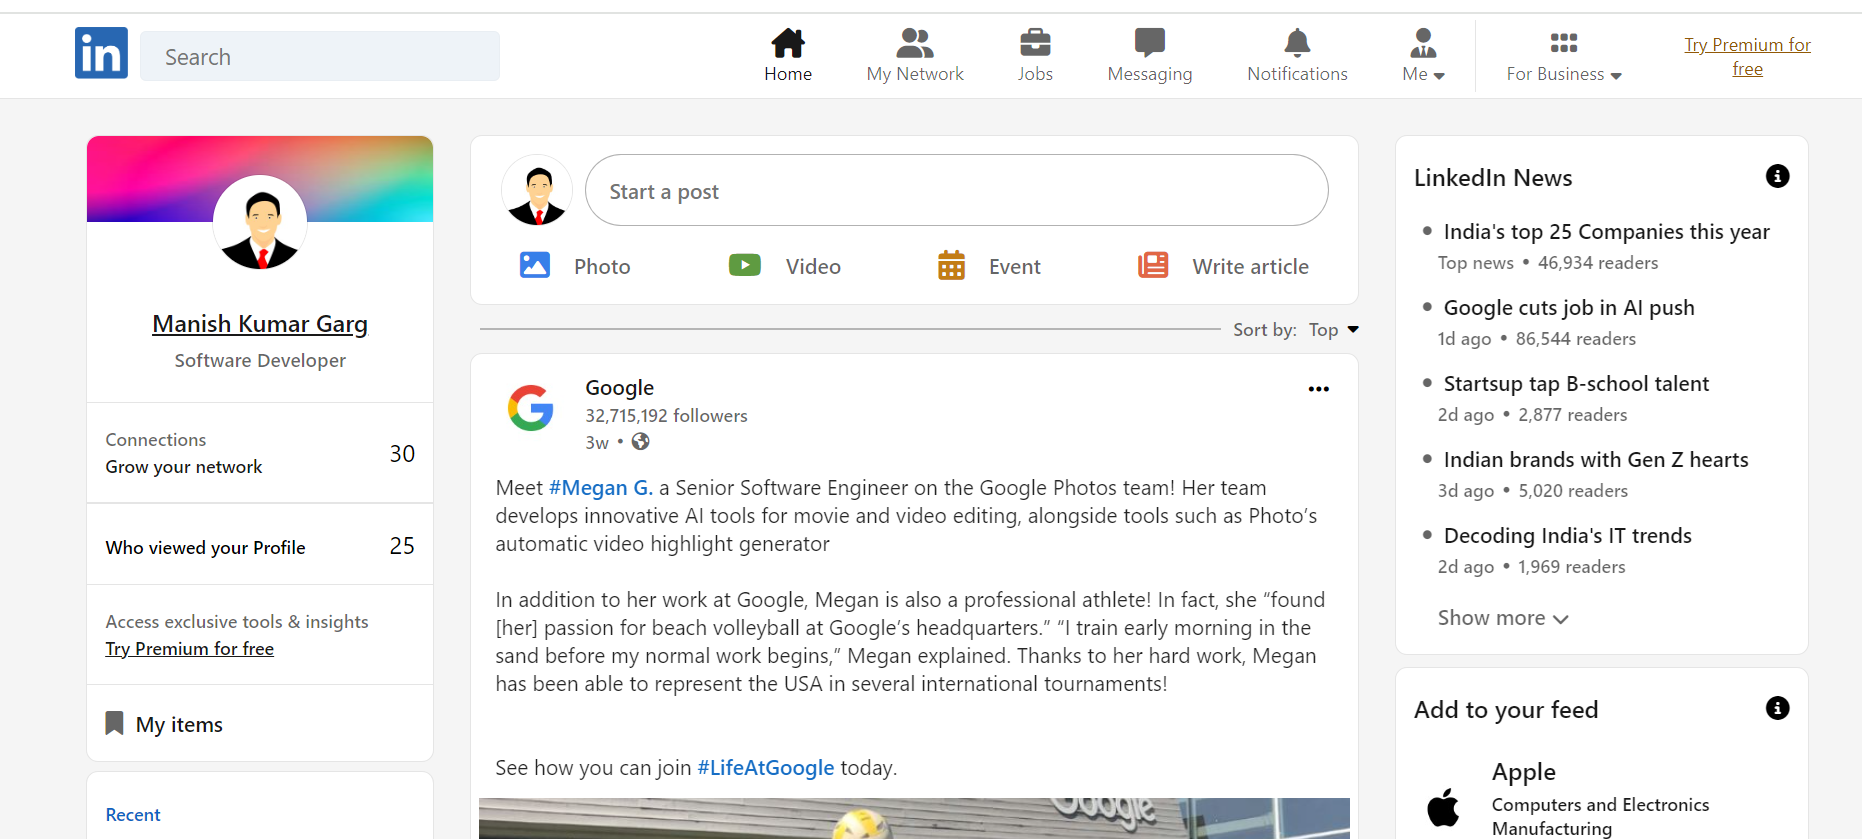 in
Search
Home
My Network
Jobs
Messaging
Notifications
Me
For Business
Try Premium for
free
Manish Kumar Garg
Software Developer
Connections
Grow your network
30
Who viewed your Profile
25
Access exclusive tools & insights
Try Premium for free
My items
Recent
Start a post
Photo
Video
Event
Write article
Sort by: Top
Google
32,715,192 followers
3w •
Meet #Megan G. a Senior Software Engineer on the Google Photos team! Her team
develops innovative AI tools for movie and video editing, alongside tools such as Photo’s
automatic video highlight generator
In addition to her work at Google, Megan is also a professional athlete! In fact, she “found
[her] passion for beach volleyball at Google’s headquarters.” “I train early morning in the
sand before my normal work begins,“ Megan explained. Thanks to her hard work, Megan
has been able to represent the USA in several international tournaments!
See how you can join #LifeAtGoogle today.
Google
LinkedIn News
• India's top 25 Companies this year
Top news • 46,934 readers
• Google cuts job in AI push
1d ago • 86,544 readers
• Startsup tap B-school talent
2d ago • 2,877 readers
• Indian brands with Gen Z hearts
3d ago • 5,020 readers
• Decoding India's IT trends
2d ago • 1,969 readers
Show more
Add to your feed
Apple
Computers and Electronics
Manufacturing